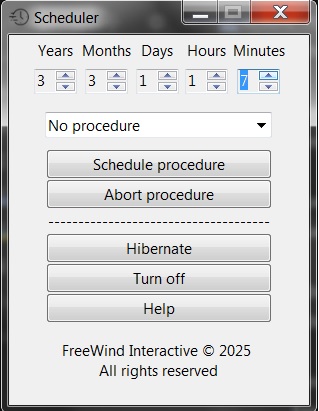 Scheduler
Years Months Days Hours Minutes
3 3 1 1 7
No procedure
Schedule procedure
Abort procedure
------------------------------------
Hibernate
Turn off
Help
FreeWind Interactive © 2025
All rights reserved